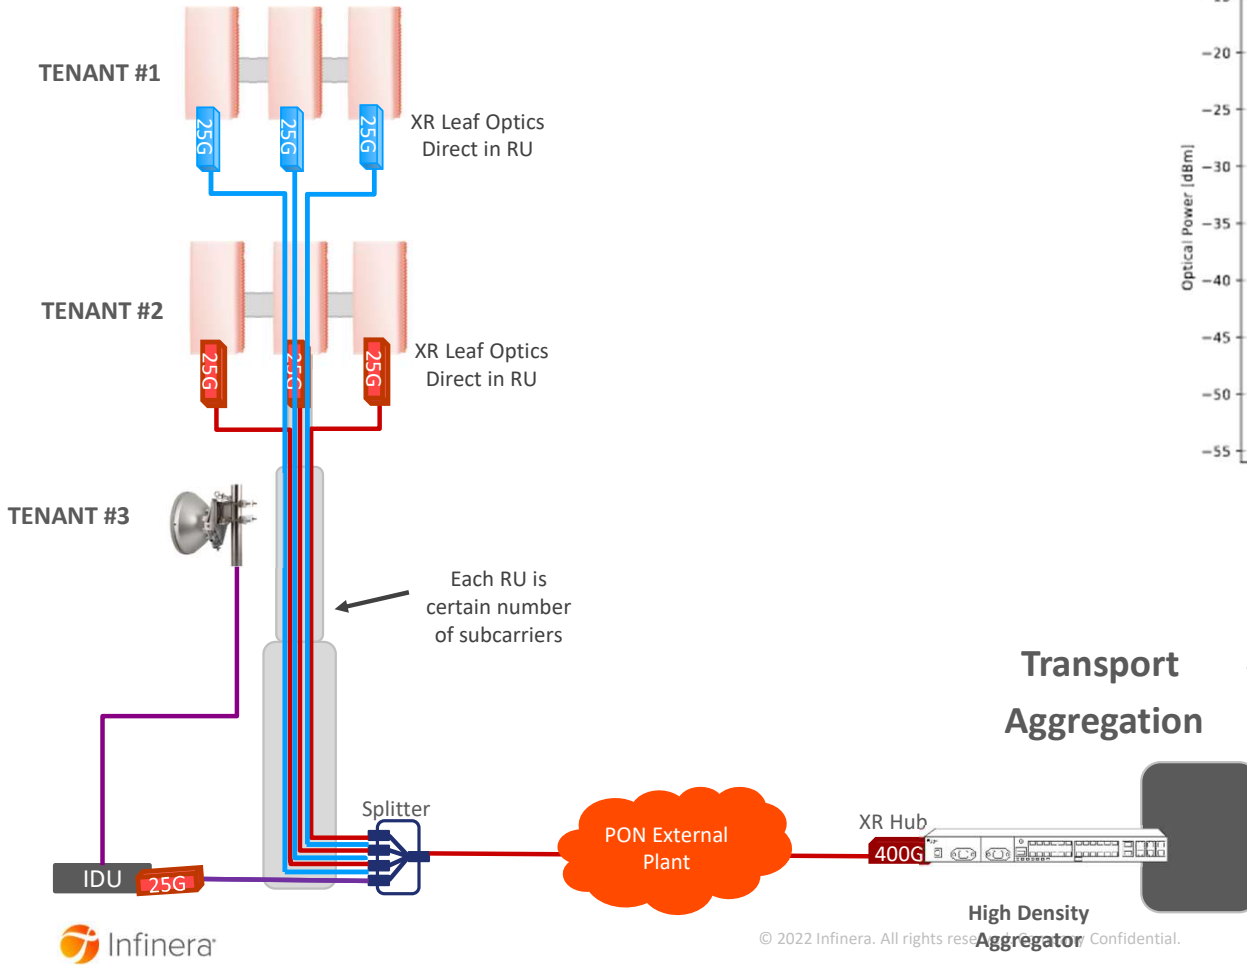 TENANT #1
25G
25G
25G
XR Leaf Optics
Direct in RU
TENANT #2
25G
25G
25G
XR Leaf Optics
Direct in RU
TENANT #3
Each RU is
certain number
of subcarriers
Splitter
PON External
Plant
XR Hub
400G
IDU
25G
High Density
Aggregator
Transport
Aggregation
Optical Power [dBm]
−20
−25
−30
−35
−40
−45
−50
−55
Infinera
© 2022 Infinera. All rights reserved. Company Confidential.